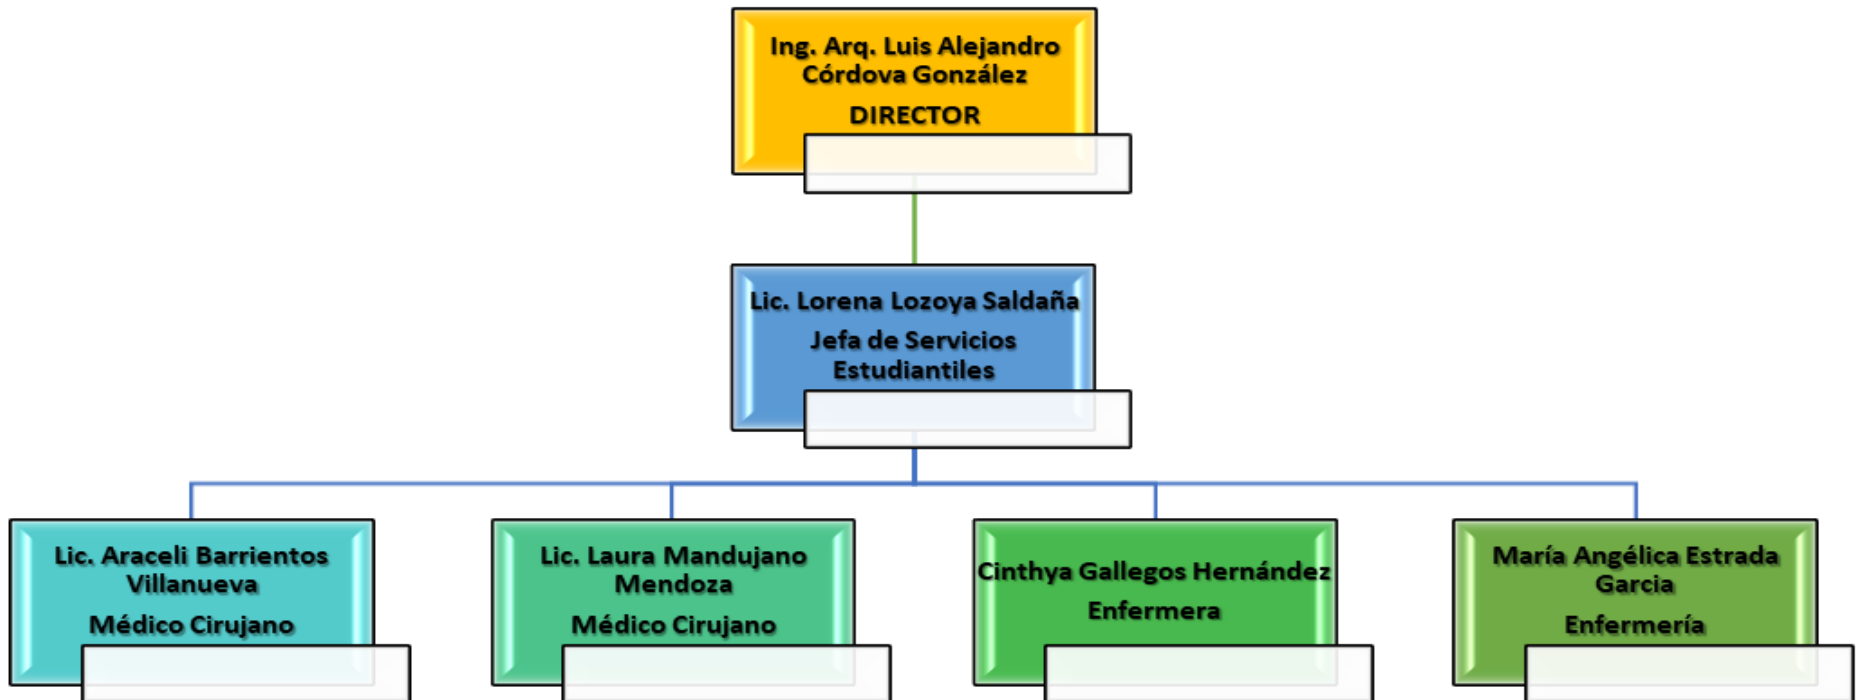 Ing. Arq. Luis Alejandro
Córdova González
DIRECTOR
Lic. Lorena Lozoya Saldaña
Jefa de Servicios
Estudiantiles
Lic. Araceli Barrientos
Villanueva
Médico Cirujano
Lic. Laura Mandujano
Mendoza
Médico Cirujano
Cinthya Gallegos Hernández
Enfermera
María Angélica Estrada
Garcia
Enfermería